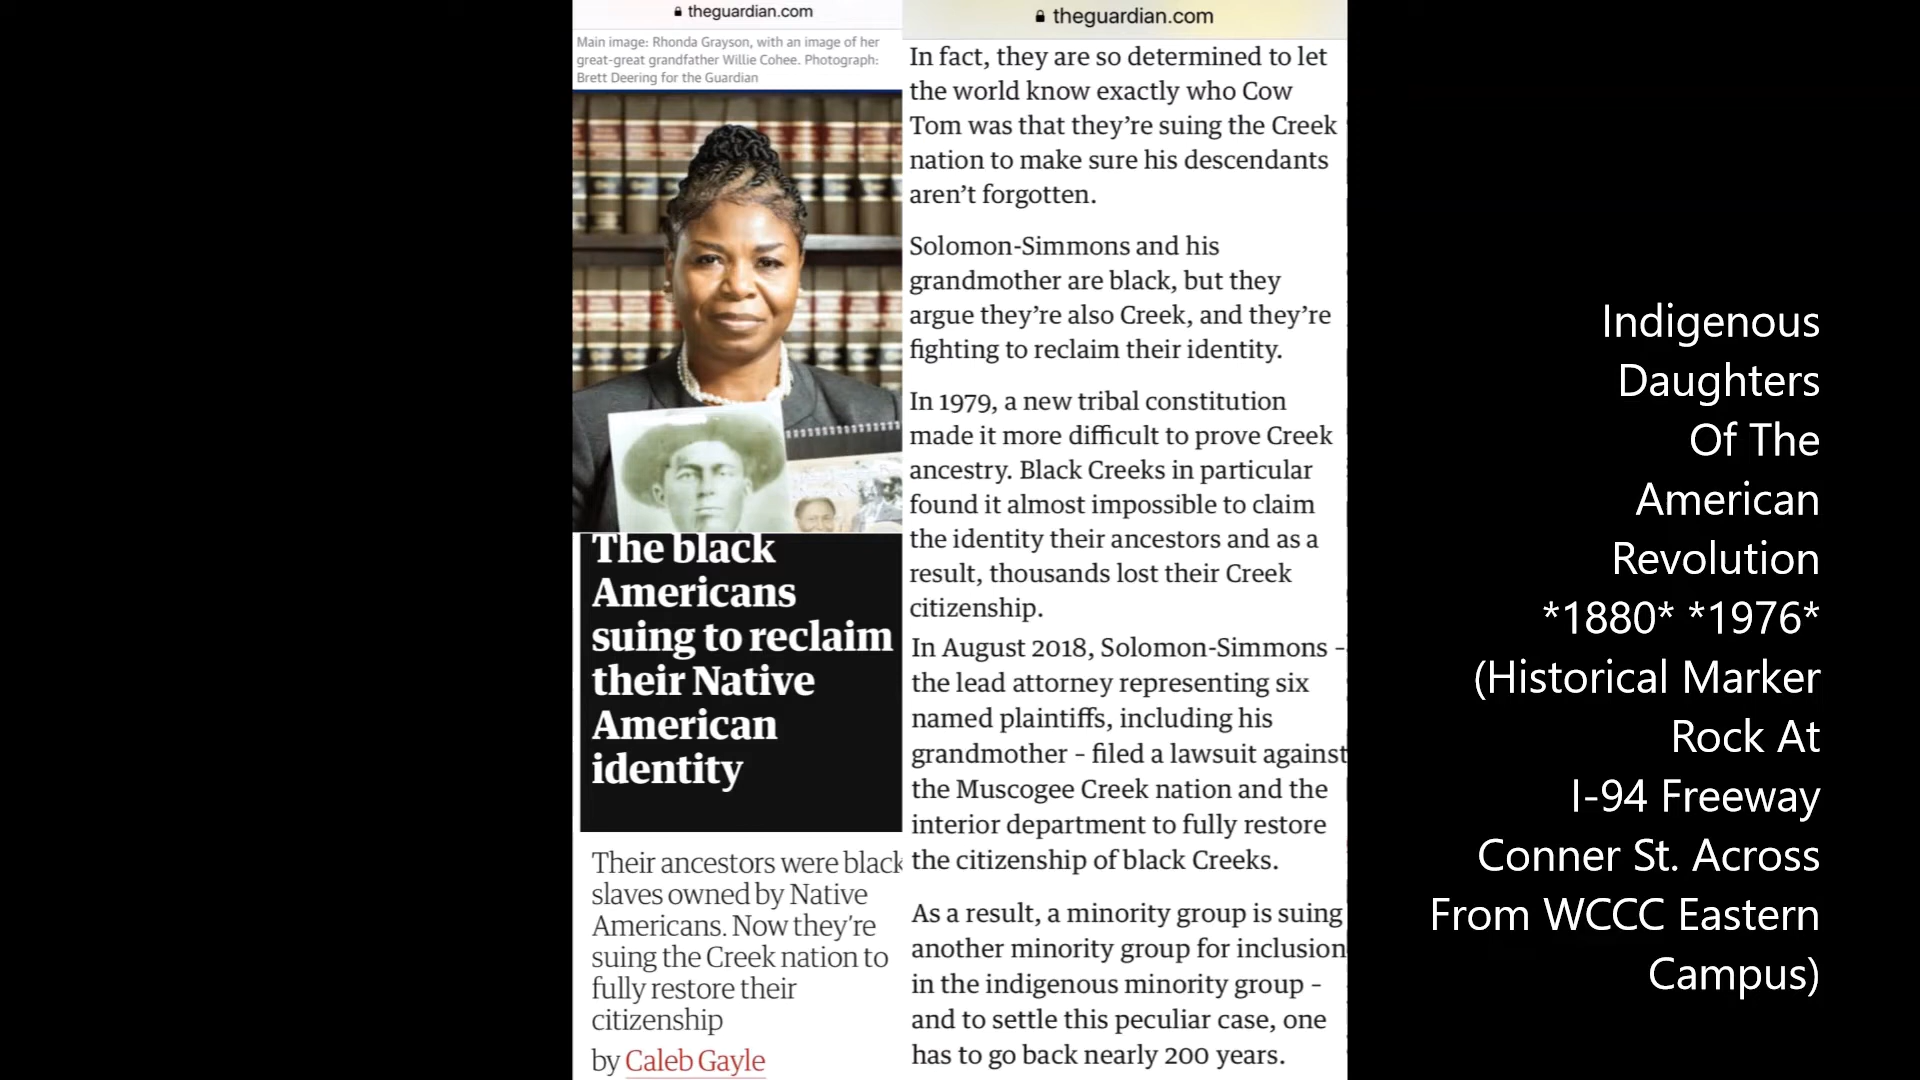 theguardian.com
Main image: Rhonda Grayson, with an image of her
great-great grandfather Willie Cohee. Photograph:
Brett Deering for the Guardian
The black
Americans
suing to reclaim
their Native
American
identity
Their ancestors were black
slaves owned by Native
Americans. Now they're
suing the Creek nation to
fully restore their
citizenship
by Caleb Gayle
theguardian.com
In fact, they are so determined to let
the world know exactly who Cow
Tom was that they’re suing the Creek
nation to make sure his descendants
aren’t forgotten.
Solomon-Simmons and his
grandmother are black, but they
argue they’re also Creek, and they’re
fighting to reclaim their identity.
In 1979, a new tribal constitution
made it more difficult to prove Creek
ancestry. Black Creeks in particular
found it almost impossible to claim
the identity their ancestors and as a
result, thousands lost their Creek
citizenship.
In August 2018, Solomon-Simmons –
the lead attorney representing six
named plaintiffs, including his
grandmother – filed a lawsuit against
the Muscogee Creek nation and the
interior department to fully restore
the citizenship of black Creeks.
As a result, a minority group is suing
another minority group for inclusion
in the indigenous minority group –
and to settle this peculiar case, one
has to go back nearly 200 years.
Indigenous
Daughters
Of The
American
Revolution
*1880* *1976*
(Historical Marker
Rock At
I-94 Freeway
Conner St. Across
From WCCC Eastern
Campus)